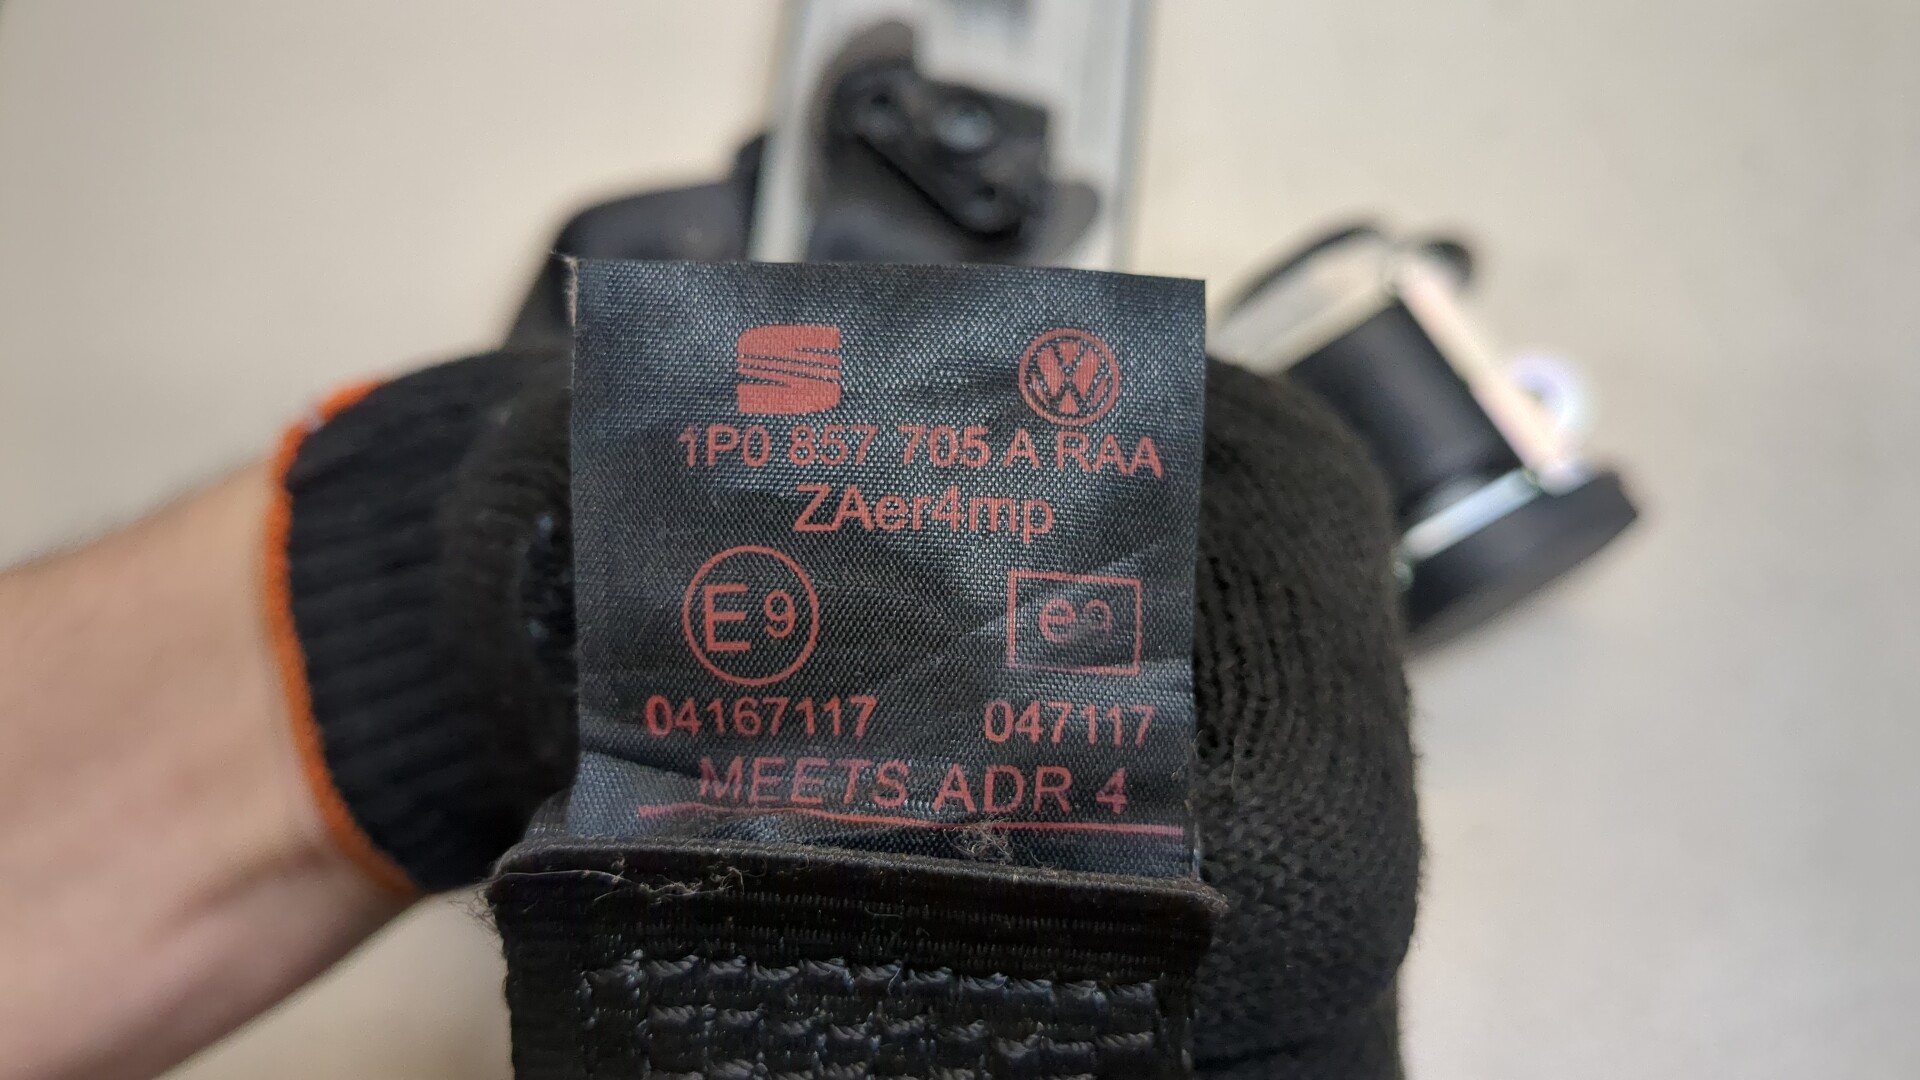 1P0 857 705 A RAA
ZAer4mp
E9 e9
04167117 047117
MEETS ADR 4